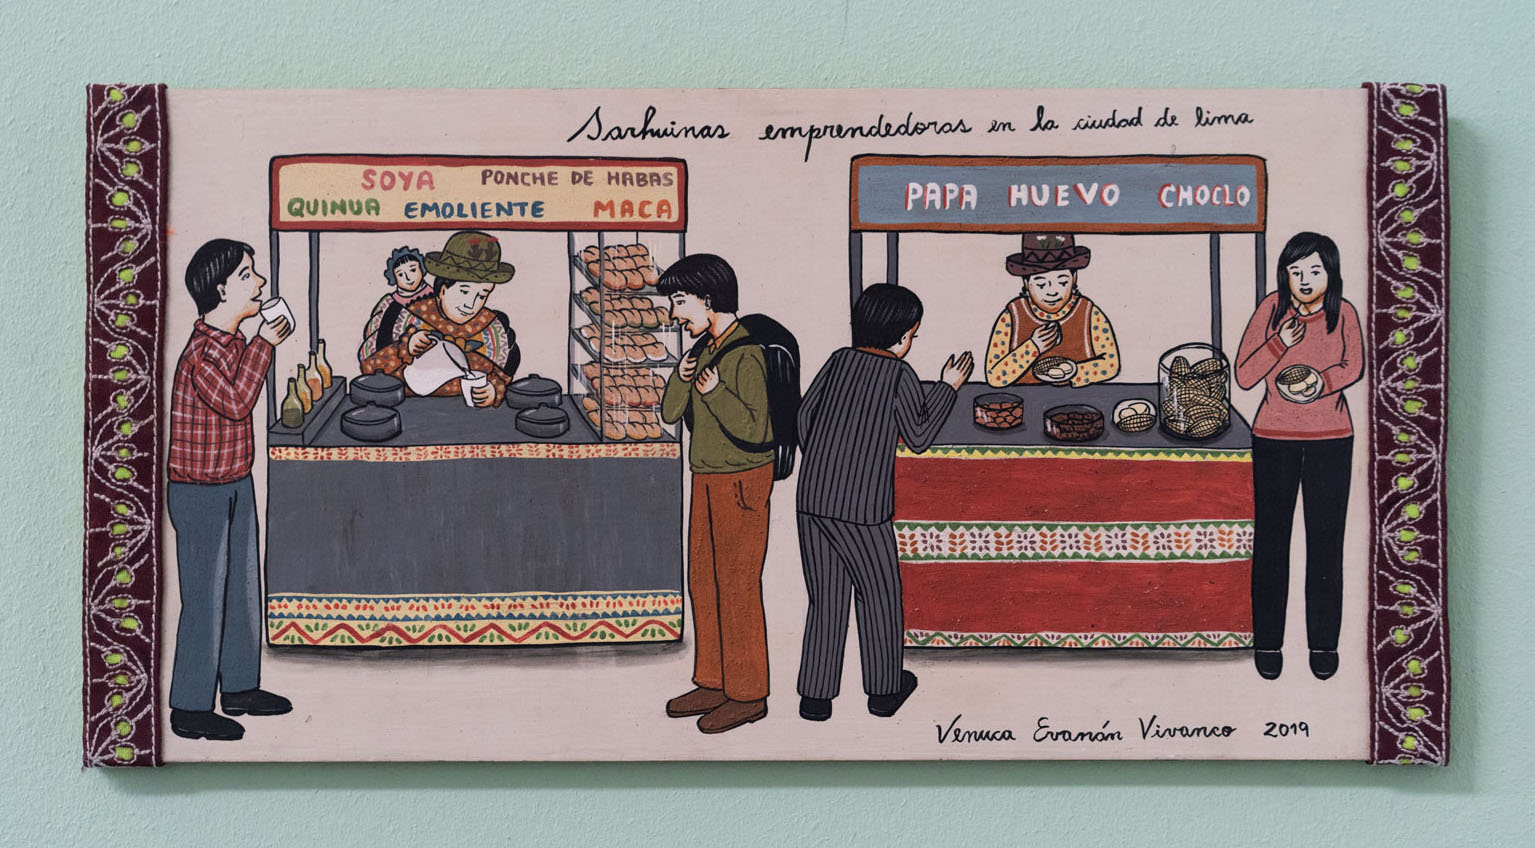 Sarhuinas emprendedoras en la ciudad de lima
SOYA PONCHE DE HABAS
QUINUA EMOLIENTE MACA
PAPA HUEVO CHOCLO
Venuca Evanán Vivanco 2019